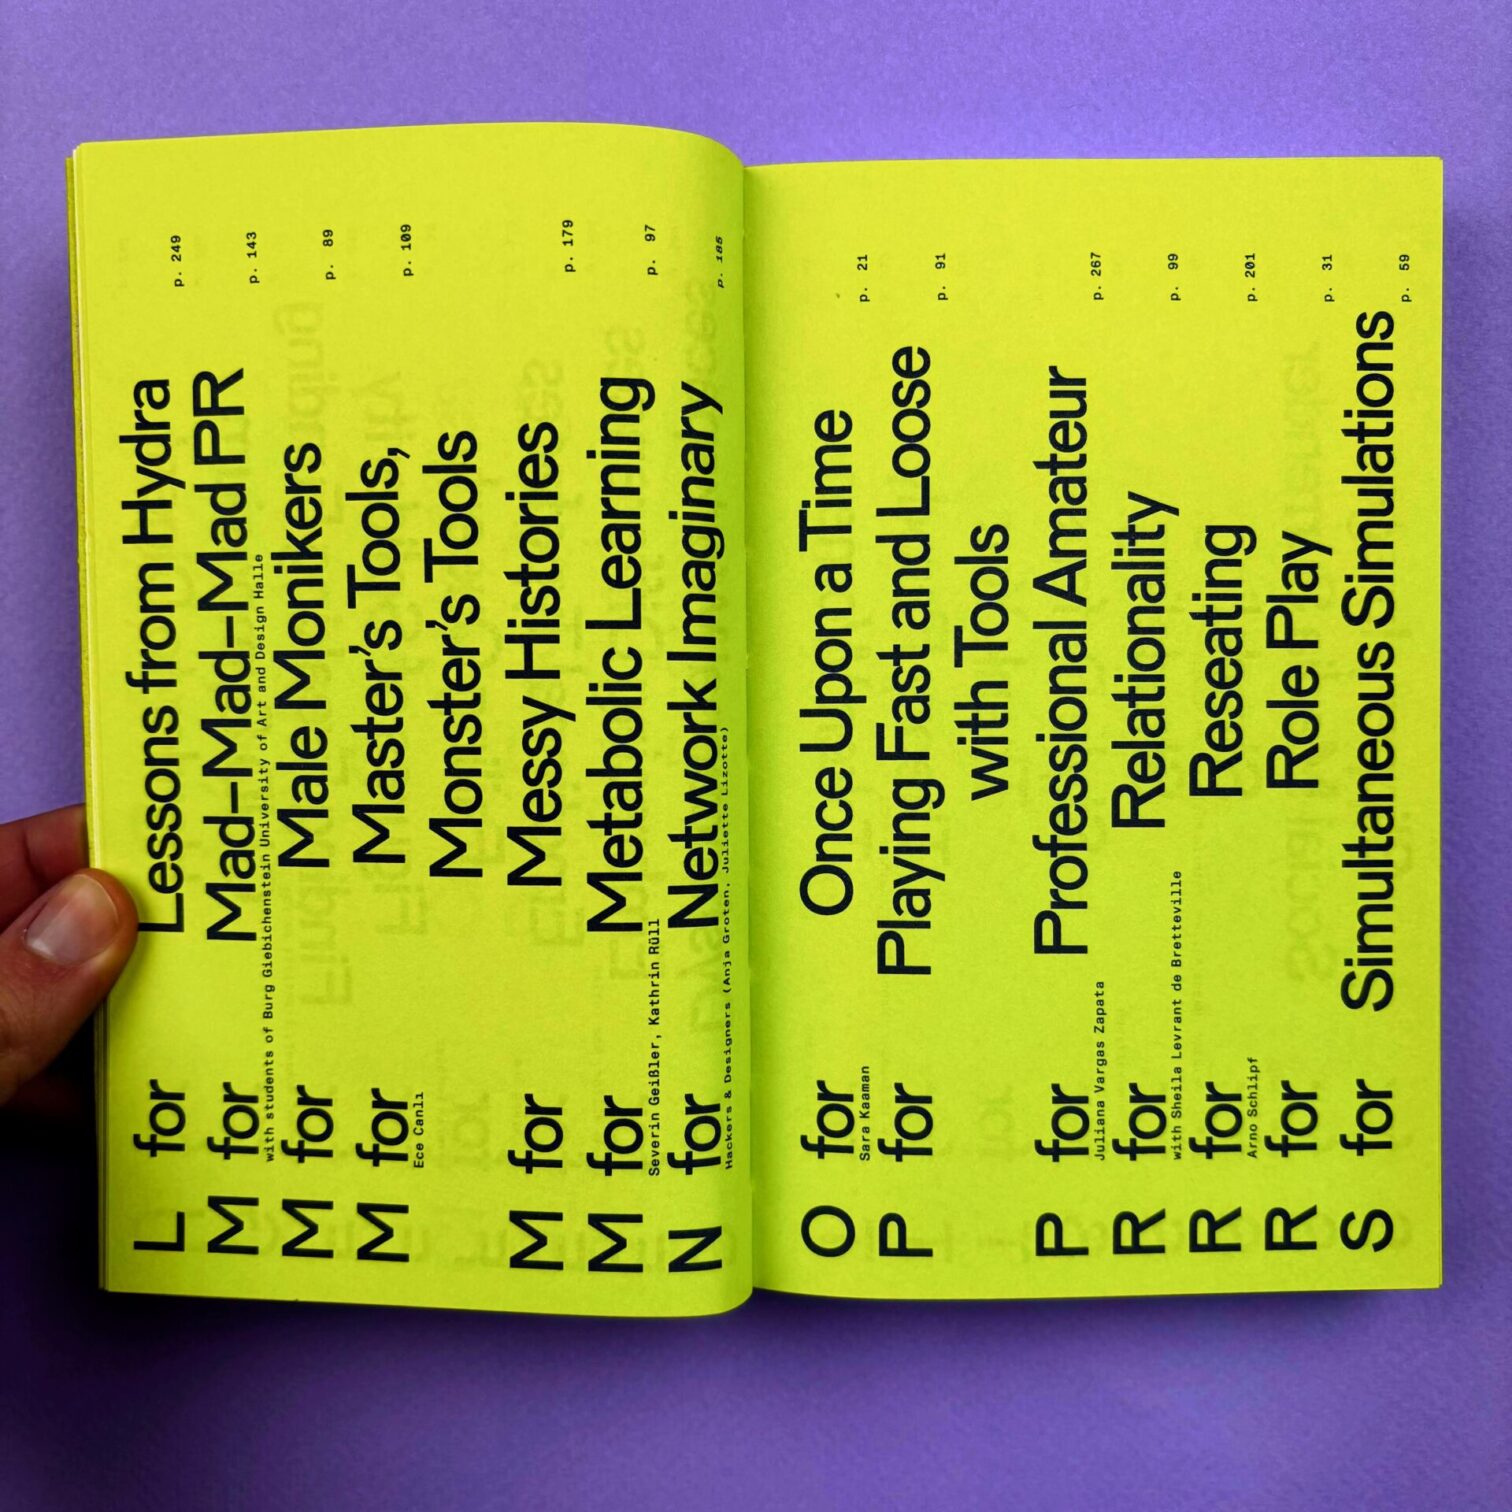 L for Lessons from Hydra p. 249
M for Mad–Mad–Mad–Mad PR p. 143
with students of Burg Giebichenstein University of Art and Design Halle
M for Male Monikers p. 89
M for Master’s Tools, p. 109
Ece Canlı
Monster’s Tools
M for Messy Histories p. 179
M for Metabolic Learning p. 97
Severin Geißler, Kathrin Rüll
N for Network Imaginary p. 185
Hackers & Designers (Anja Groten, Juliette Lizotte)
O for Once Upon a Time p. 21
Sara Kaaman
P for Playing Fast and Loose p. 91
with Tools
P for Professional Amateur p. 267
Juliana Vargas Zapata
R for Relationality p. 99
with Sheila Levrant de Bretteville
R for Reseating p. 201
Arno Schlipf
R for Role Play p. 31
S for Simultaneous Simulations p. 59